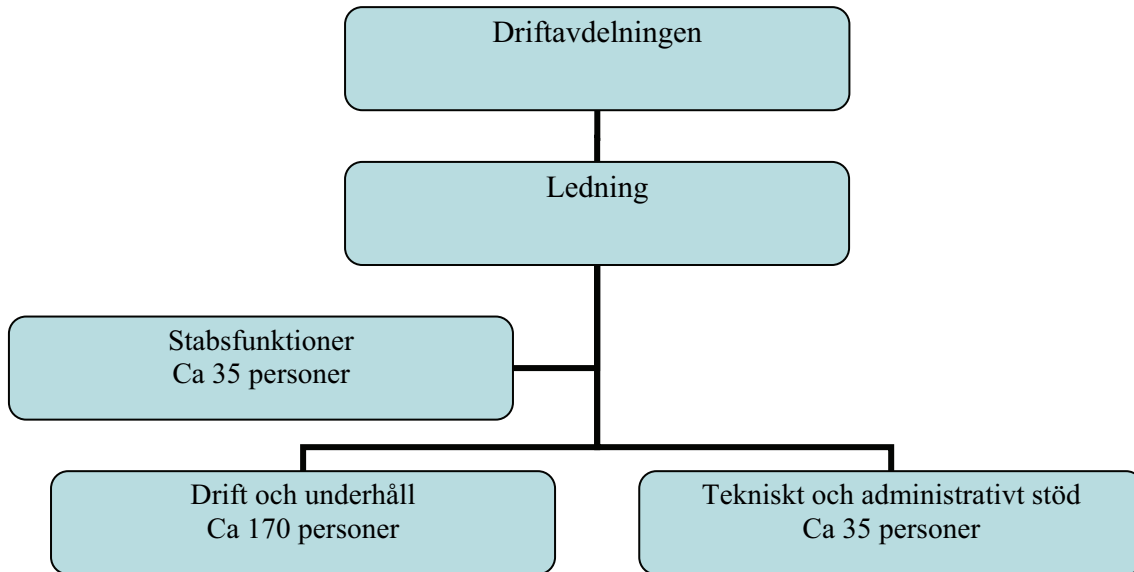 Driftavdelningen
Ledning
Stabsfunktioner
Ca 35 personer
Drift och underhåll
Ca 170 personer
Tekniskt och administrativt stöd
Ca 35 personer